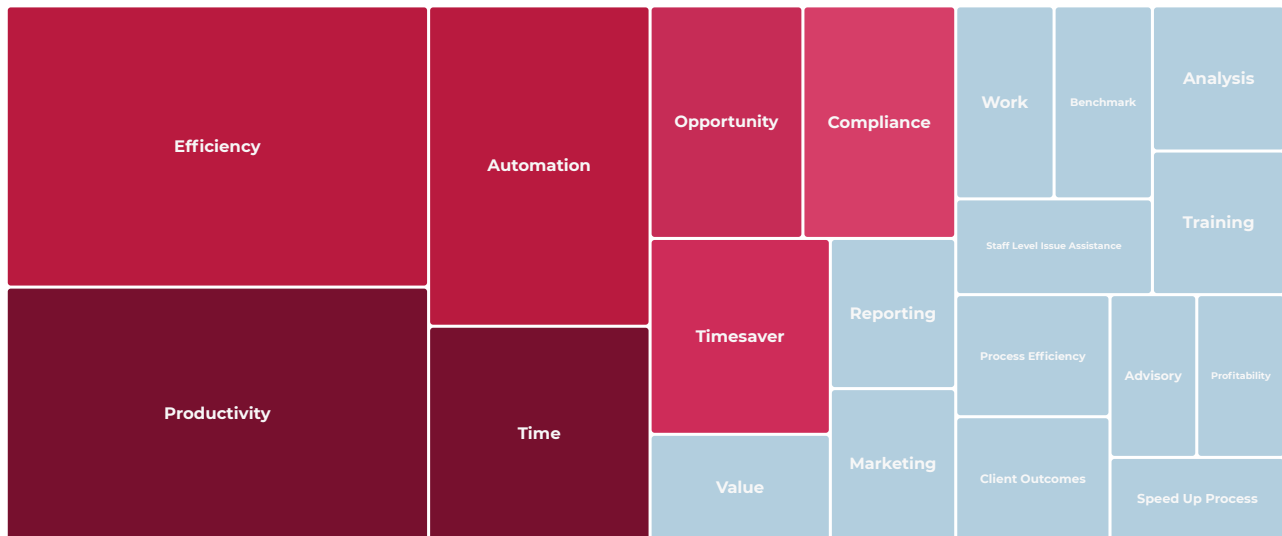 Efficiency
Productivity
Automation
Time
Opportunity
Compliance
Timesaver
Value
Reporting
Marketing
Work
Benchmark
Analysis
Training
Staff Level Issue Assistance
Process Efficiency
Client Outcomes
Advisory
Profitability
Speed Up Process